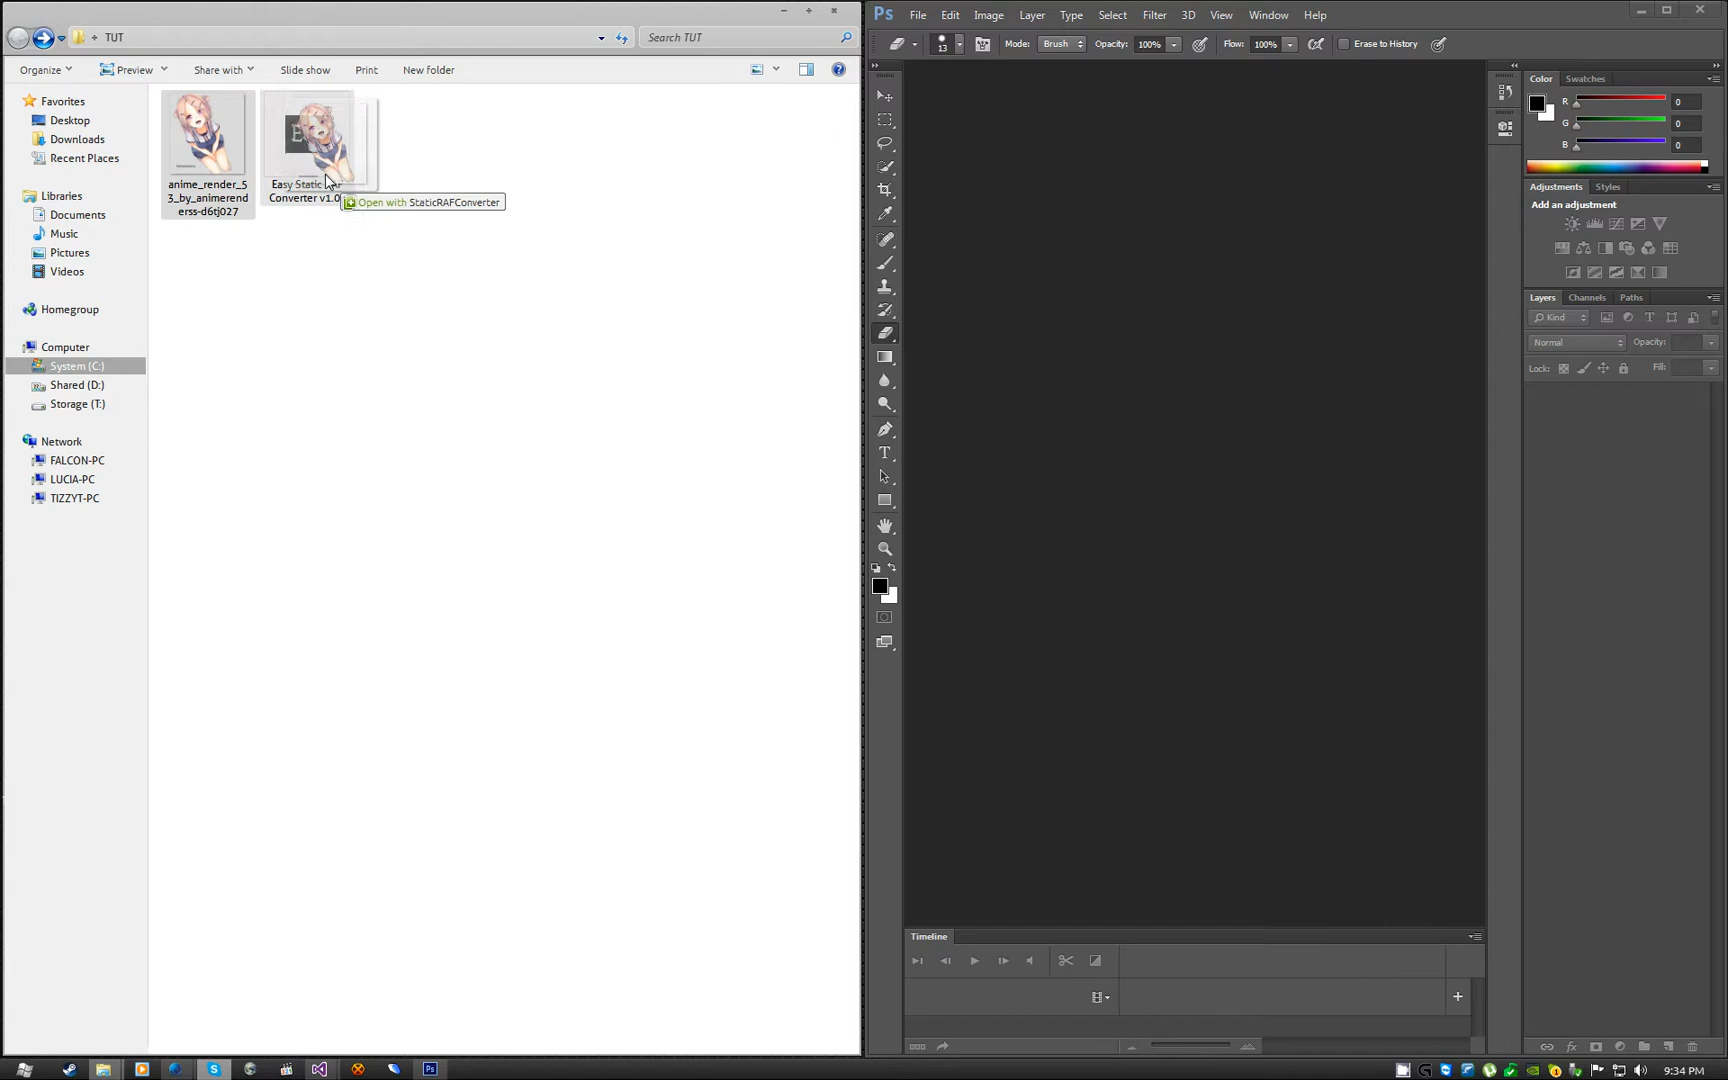 TUT
Search TUT
Organize
Preview
Share with
Slide show
Print
New folder
Favorites
Desktop
Downloads
Recent Places
Libraries
Documents
Music
Pictures
Videos
Homegroup
Computer
System (C:)
Shared (D:)
Storage (T:)
Network
FALCON-PC
LUCIA-PC
TIZZYT-PC
anime_render_5
3_by_animerend
erss-d6tj027
Easy Static
Converter v1.0
Open with StaticRAFConverter
Ps
File
Edit
Image
Layer
Type
Select
Filter
3D
View
Window
Help
13
Mode:
Brush
Opacity:
100%
Flow:
100%
Erase to History
Color
Swatches
R
0
G
0
B
0
Adjustments
Styles
Add an adjustment
Layers
Channels
Paths
Kind
Normal
Opacity:
Lock:
Fill:
Timeline
Ps
9:34 PM